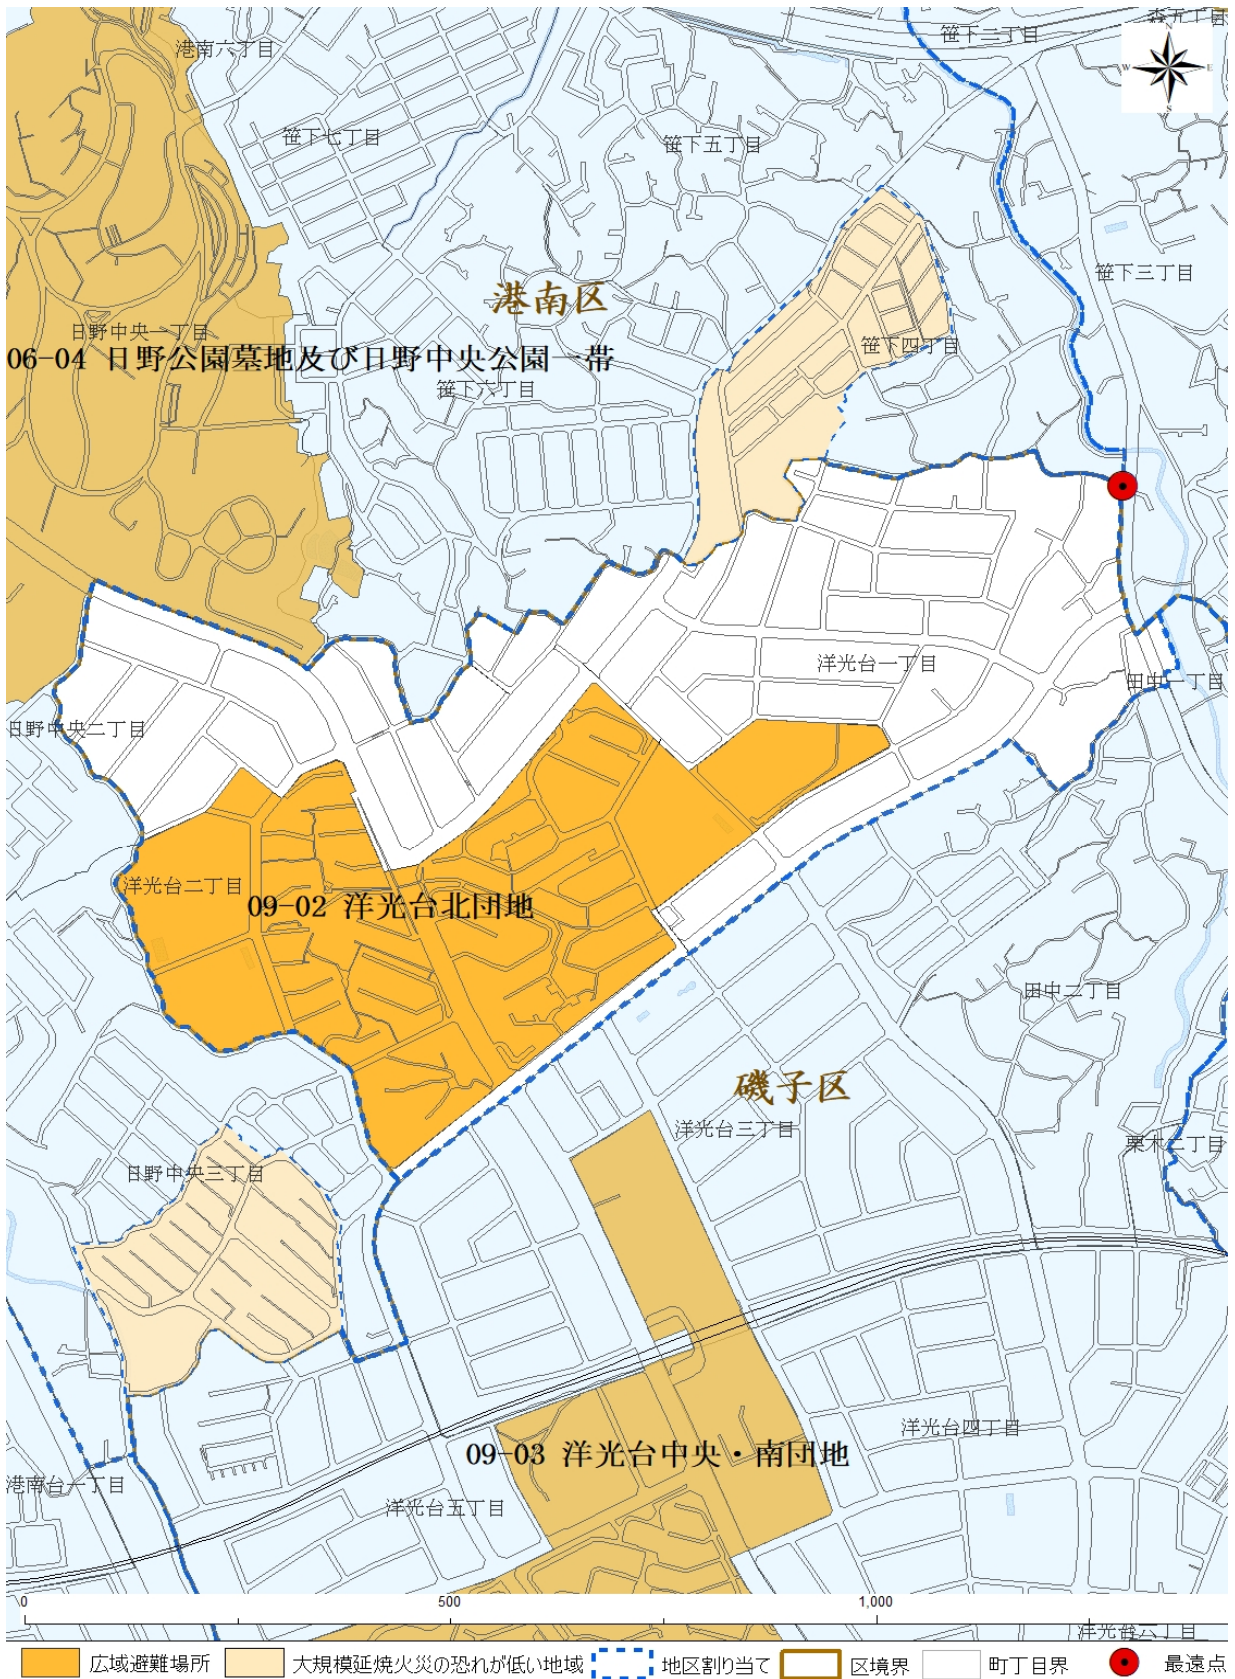 港南六丁目
笹下二丁目
森五丁目
N
W
E
S
笹下七丁目
笹下五丁目
笹下三丁目
港南区
日野中央一丁目
笹下四丁目
06-04 日野公園墓地及び日野中央公園一帯
笹下六丁目
洋光台一丁目
田中一丁目
日野中央二丁目
洋光台二丁目
09-02 洋光台北団地
田中二丁目
磯子区
洋光台三丁目
栗木二丁目
日野中央三丁目
洋光台四丁目
09-03 洋光台中央・南団地
港南台一丁目
洋光台五丁目
0
500
1,000
洋光台六丁目
広域避難場所
大規模延焼火災の恐れが低い地域
地区割り当て
区境界
町丁目界
最遠点